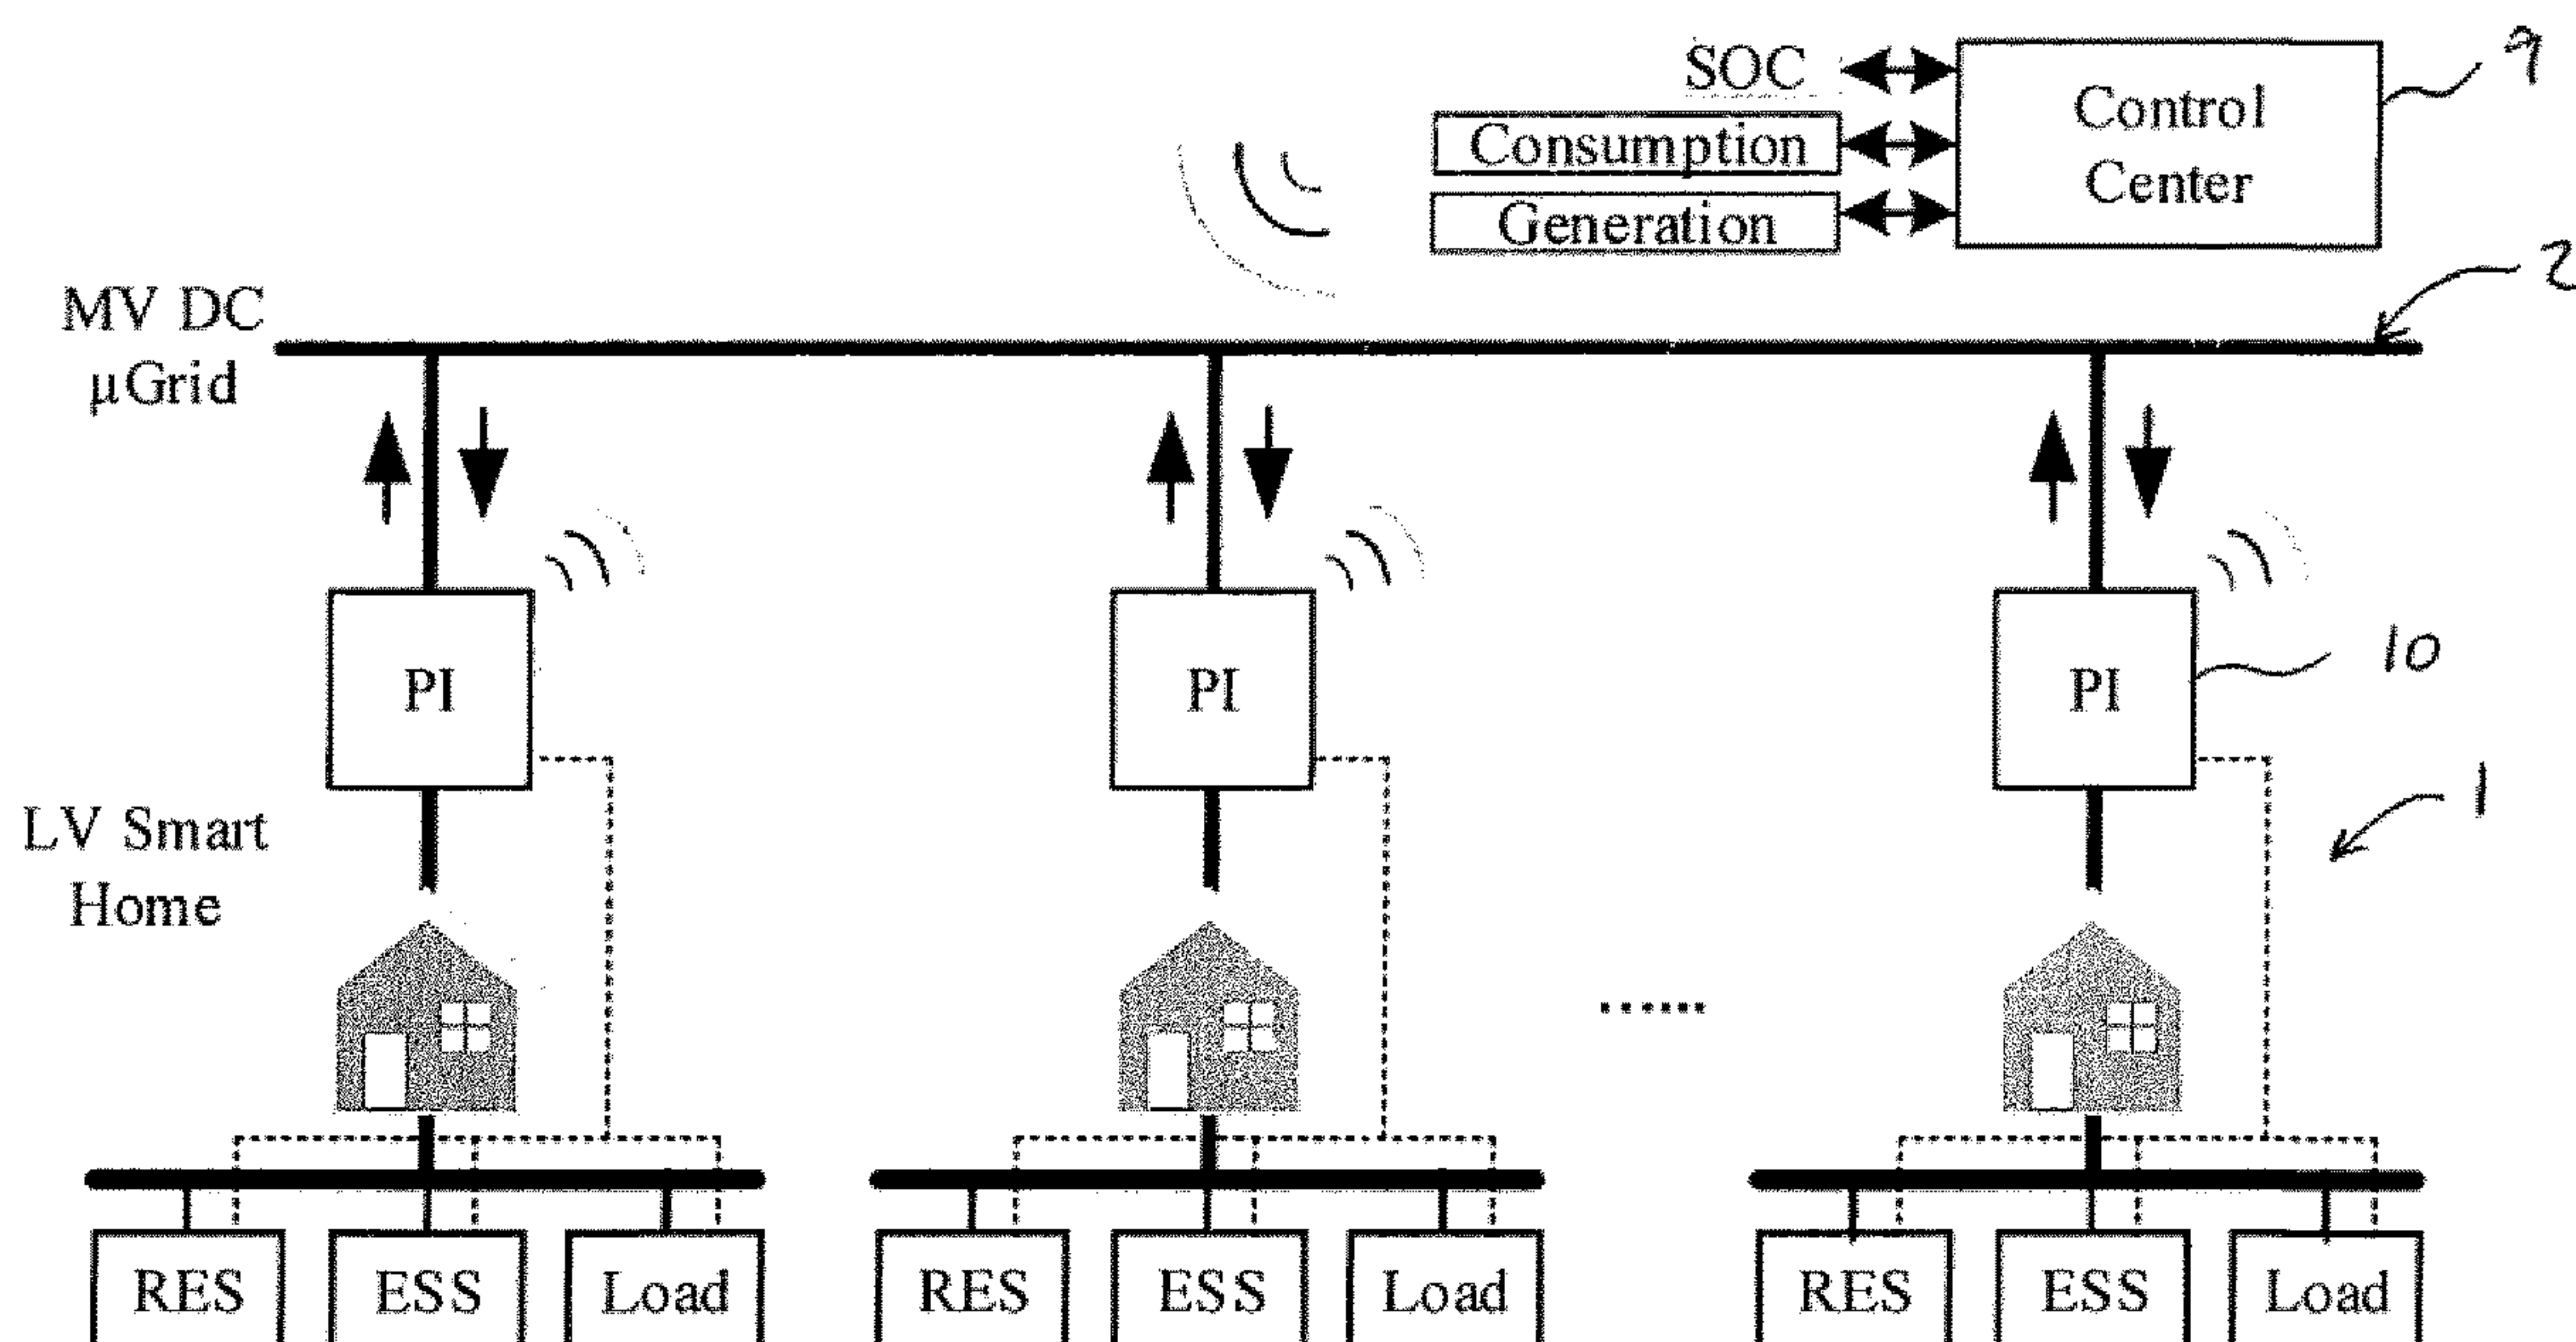 SOC
Consumption
Generation
Control
Center
9
2
MV DC
μGrid
PI
PI
PI
10
LV Smart
Home
1
RES
ESS
Load
RES
ESS
Load
RES
ESS
Load